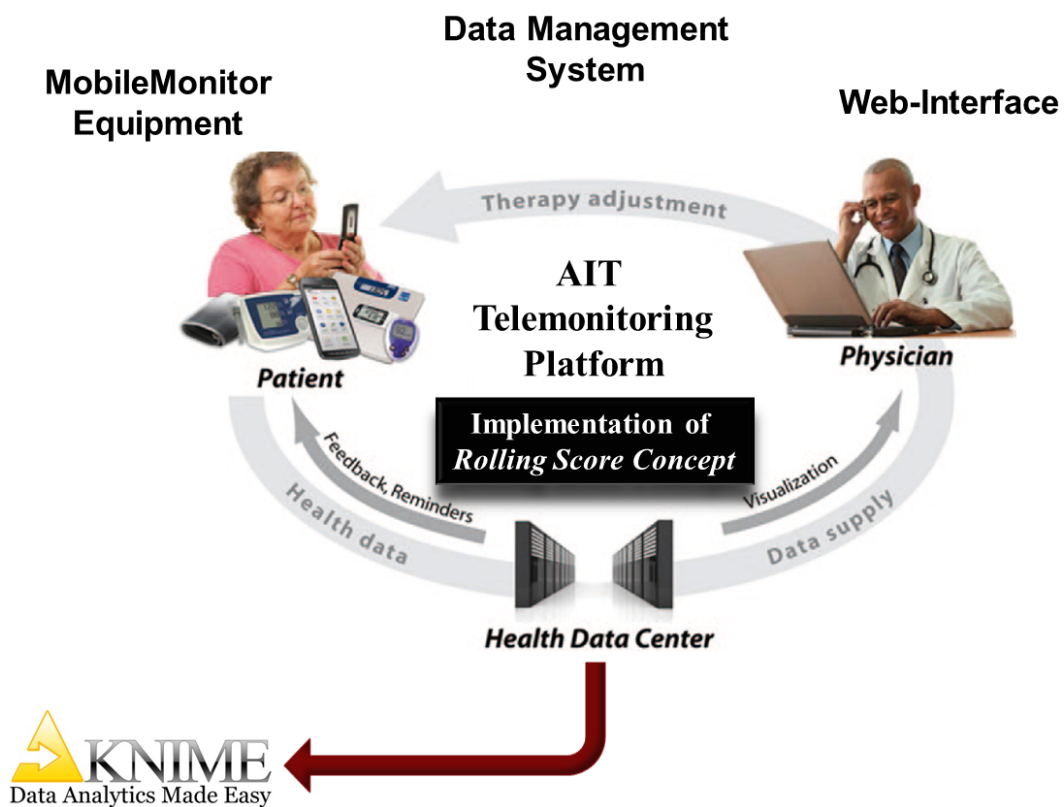 Data Management
System
MobileMonitor
Equipment
Web-Interface
Therapy adjustment
AIT
Telemonitoring
Platform
Patient
Physician
Implementation of
Rolling Score Concept
Feedback, Reminders
Health data
Visualization
Data supply
Health Data Center
KNIME
Data Analytics Made Easy